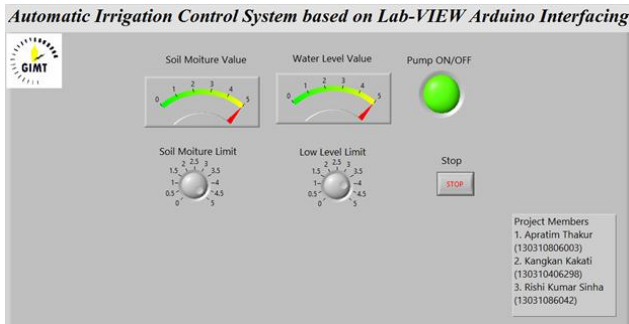 Automatic Irrigation Control System based on Lab-VIEW Arduino Interfacing
GIMT
Soil Moiture Value
Water Level Value
Pump ON/OFF
0 1 2 3 4 5
0 1 2 3 4 5
Soil Moiture Limit
Low Level Limit
Stop
0 0.5 1 1.5 2 2.5 3 3.5 4 4.5 5
0 0.5 1 1.5 2 2.5 3 3.5 4 4.5 5
STOP
Project Members
1. Apratim Thakur
(130310806003)
2. Kangkan Kakati
(130310406298)
3. Rishi Kumar Sinha
(13031086042)